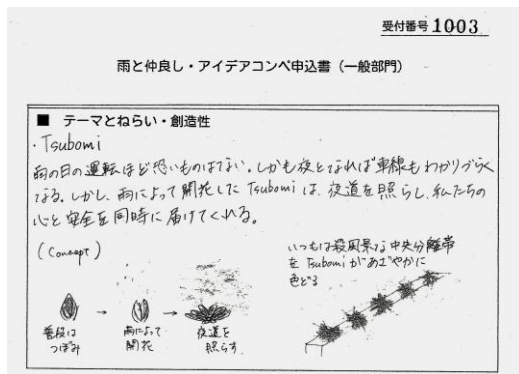 受付番号 1003
雨と仲良し・アイデアコンペ申込書（一般部門）
■ テーマとねらい・創造性
・Tsubomi
雨の日の運転ほど恐いものはない。しかも夜となれば車線もわかりづらく
なる。しかし、雨によって開花したTsubomiは、夜道を照らし、私たちの
心と安全を同時に届けてくれる。
(Concept)
いつもは殺風景な中央分離帯
をTsubomiがあざやかに
色どる
普段は
つぼみ
→
雨によって
開花
→
夜道を
照らす